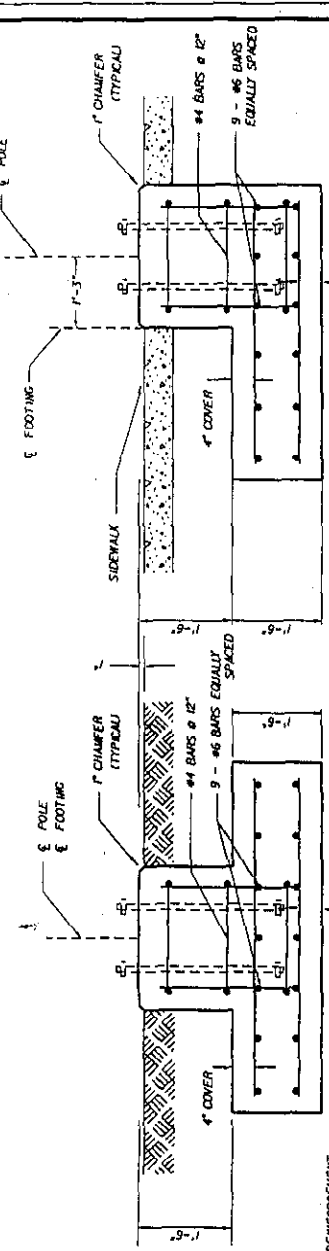 ℄ POLE
℄ FOOTING
1" CHAMFER
(TYPICAL)
1"
1'-6"
#4 BARS @ 12"
9 - #6 BARS EQUALLY
SPACED
4" COVER
1'-6"
℄ FOOTING
℄ POLE
1'-3"
1" CHAMFER
(TYPICAL)
SIDEWALK
1'-6"
#4 BARS @ 12"
4" COVER
9 - #6 BARS
EQUALLY SPACED
1'-6"